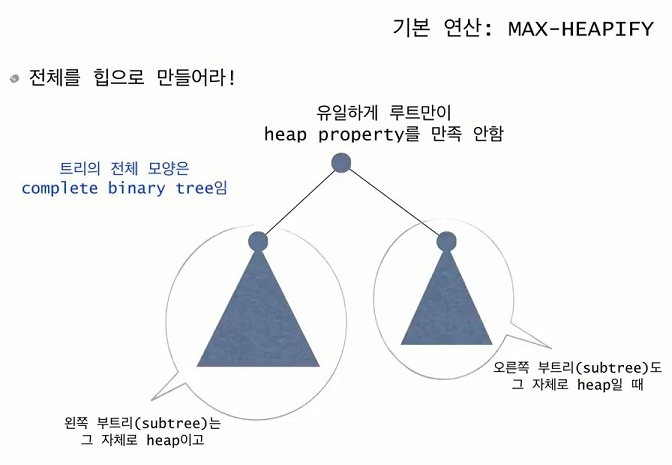 기본 연산: MAX-HEAPIFY
전체를 힙으로 만들어라!
유일하게 루트만이
heap property를 만족 안함
트리의 전체 모양은
complete binary tree임
오른쪽 부트리(subtree)도
그 자체로 heap일 때
왼쪽 부트리(subtree)는
그 자체로 heap이고